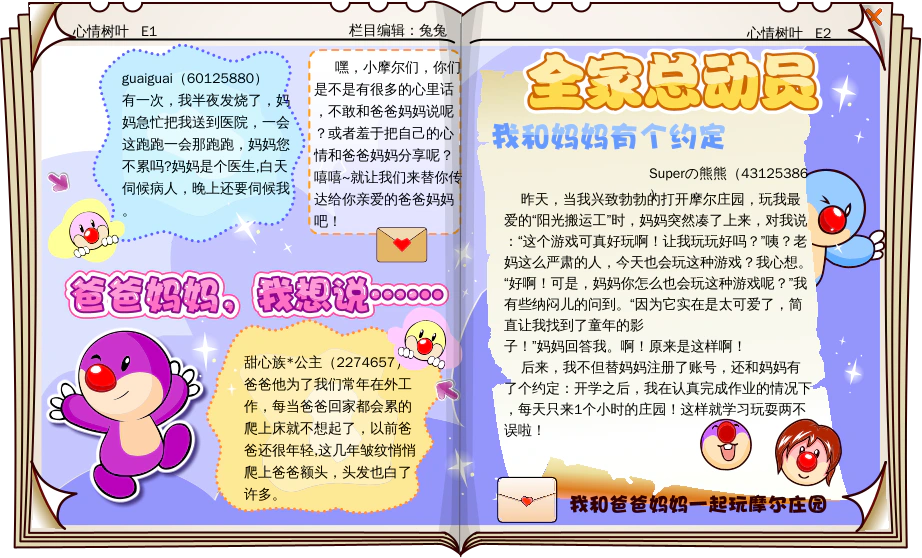 心情树叶 E1
栏目编辑：兔兔
guaiguai（60125880）
有一次，我半夜发烧了，妈
妈急忙把我送到医院，一会
这跑跑一会那跑跑，妈妈您
不累吗?妈妈是个医生,白天
伺候病人，晚上还要伺候我
。
嘿，小摩尔们，你们
是不是有很多的心里话
，不敢和爸爸妈妈说呢
？或者羞于把自己的心
情和爸爸妈妈分享呢？
嘻嘻~就让我们来替你传
达给你亲爱的爸爸妈妈
吧！
爸爸妈妈，我想说……
甜心族*公主（2274657）
爸爸他为了我们常年在外工
作，每当爸爸回家都会累的
爬上床就不想起了，以前爸
爸还很年轻,这几年皱纹悄悄
爬上爸爸额头，头发也白了
许多。
心情树叶 E2
全家总动员
我和妈妈有个约定
Superの熊熊（43125386
）
昨天，当我兴致勃勃的打开摩尔庄园，玩我最
爱的“阳光搬运工”时，妈妈突然凑了上来，对我说
：“这个游戏可真好玩啊！让我玩玩好吗？”咦？老
妈这么严肃的人，今天也会玩这种游戏？我心想。
“好啊！可是，妈妈你怎么也会玩这种游戏呢？”我
有些纳闷儿的问到。“因为它实在是太可爱了，简
直让我找到了童年的影
子！”妈妈回答我。啊！原来是这样啊！
后来，我不但替妈妈注册了账号，还和妈妈有
了个约定：开学之后，我在认真完成作业的情况下
，每天只来1个小时的庄园！这样就学习玩耍两不
误啦！
我和爸爸妈妈一起玩摩尔庄园